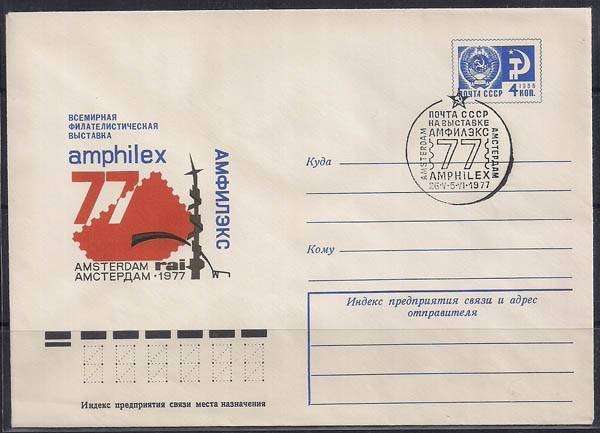 ВСЕМИРНАЯ
ФИЛАТЕЛИСТИЧЕСКАЯ
ВЫСТАВКА
amphilex
77
АМФИЛЭКС
AMSTERDAM rai
АМСТЕРДАМ · 1977
1966
ПОЧТА СССР 4 КОП.
ПОЧТА СССР
НА ВЫСТАВКЕ
АМФИЛЭКС
AMSTERDAM
77
АМСТЕРДАМ
AMPHILEX
26·V-5·VI·1977
Куда
Кому
Индекс предприятия связи и адрес
отправителя
Индекс предприятия связи места назначения